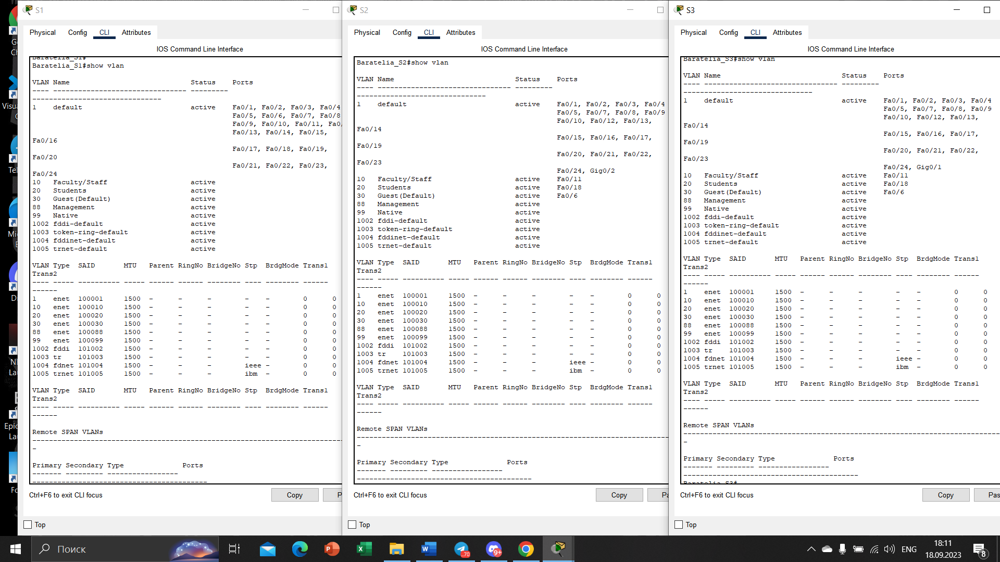 S1
Physical Config CLI Attributes
IOS Command Line Interface
Baratelia_S1#
Baratelia_S1#show vlan
VLAN Name Status Ports
---- -------------------------------- ---------
-------------------------------
1 default active Fa0/1, Fa0/2, Fa0/3, Fa0/4
Fa0/5, Fa0/6, Fa0/7, Fa0/8
Fa0/9, Fa0/10, Fa0/11, Fa0/
Fa0/13, Fa0/14, Fa0/15,
Fa0/16
Fa0/17, Fa0/18, Fa0/19,
Fa0/20
Fa0/21, Fa0/22, Fa0/23,
Fa0/24
10 Faculty/Staff active
20 Students active
30 Guest(Default) active
88 Management active
99 Native active
1002 fddi-default active
1003 token-ring-default active
1004 fddinet-default active
1005 trnet-default active
VLAN Type SAID MTU Parent RingNo BridgeNo Stp BrdgMode Trans1
Trans2
---- ----- ---------- ----- ------ ------ -------- ---- -------- ------
------
1 enet 100001 1500 - - - - - 0 0
10 enet 100010 1500 - - - - - 0 0
20 enet 100020 1500 - - - - - 0 0
30 enet 100030 1500 - - - - - 0 0
88 enet 100088 1500 - - - - - 0 0
99 enet 100099 1500 - - - - - 0 0
1002 fddi 101002 1500 - - - - - 0 0
1003 tr 101003 1500 - - - - - 0 0
1004 fdnet 101004 1500 - - - ieee - 0 0
1005 trnet 101005 1500 - - - ibm - 0 0
VLAN Type SAID MTU Parent RingNo BridgeNo Stp BrdgMode Trans1
Trans2
---- ----- ---------- ----- ------ ------ -------- ---- -------- ------
------
Remote SPAN VLANs
------------------------------------------------------------------------------
-
Primary Secondary Type Ports
------- --------- -----------------
------------------------------------------
Ctrl+F6 to exit CLI focus
Copy
P
Top
S2
Physical Config CLI Attributes
IOS Command Line Interface
Baratelia_S2#show vlan
VLAN Name Status Ports
---- -------------------------------- ---------
-------------------------------
1 default active Fa0/1, Fa0/2, Fa0/3, Fa0/4
Fa0/5, Fa0/7, Fa0/8, Fa0/9
Fa0/10, Fa0/12, Fa0/13,
Fa0/14
Fa0/15, Fa0/16, Fa0/17,
Fa0/19
Fa0/20, Fa0/21, Fa0/22,
Fa0/23
Fa0/24, Gig0/2
10 Faculty/Staff active Fa0/11
20 Students active Fa0/18
30 Guest(Default) active Fa0/6
88 Management active
99 Native active
1002 fddi-default active
1003 token-ring-default active
1004 fddinet-default active
1005 trnet-default active
VLAN Type SAID MTU Parent RingNo BridgeNo Stp BrdgMode Trans1
Trans2
---- ----- ---------- ----- ------ ------ -------- ---- -------- ------
------
1 enet 100001 1500 - - - - - 0 0
10 enet 100010 1500 - - - - - 0 0
20 enet 100020 1500 - - - - - 0 0
30 enet 100030 1500 - - - - - 0 0
88 enet 100088 1500 - - - - - 0 0
99 enet 100099 1500 - - - - - 0 0
1002 fddi 101002 1500 - - - - - 0 0
1003 tr 101003 1500 - - - - - 0 0
1004 fdnet 101004 1500 - - - ieee - 0 0
1005 trnet 101005 1500 - - - ibm - 0 0
VLAN Type SAID MTU Parent RingNo BridgeNo Stp BrdgMode Trans1
Trans2
---- ----- ---------- ----- ------ ------ -------- ---- -------- ------
------
Remote SPAN VLANs
------------------------------------------------------------------------------
-
Primary Secondary Type Ports
------- --------- -----------------
------------------------------------------
Ctrl+F6 to exit CLI focus
Copy
Pa
Top
S3
Physical Config CLI Attributes
IOS Command Line Interface
Baratelia_S3#show vlan
VLAN Name Status Ports
---- -------------------------------- ---------
-------------------------------
1 default active Fa0/1, Fa0/2, Fa0/3, Fa0/4
Fa0/5, Fa0/7, Fa0/8, Fa0/9
Fa0/10, Fa0/12, Fa0/13,
Fa0/14
Fa0/15, Fa0/16, Fa0/17,
Fa0/19
Fa0/20, Fa0/21, Fa0/22,
Fa0/23
Fa0/24, Gig0/1
10 Faculty/Staff active Fa0/11
20 Students active Fa0/18
30 Guest(Default) active Fa0/6
88 Management active
99 Native active
1002 fddi-default active
1003 token-ring-default active
1004 fddinet-default active
1005 trnet-default active
VLAN Type SAID MTU Parent RingNo BridgeNo Stp BrdgMode Trans1
Trans2
---- ----- ---------- ----- ------ ------ -------- ---- -------- ------
------
1 enet 100001 1500 - - - - - 0 0
10 enet 100010 1500 - - - - - 0 0
20 enet 100020 1500 - - - - - 0 0
30 enet 100030 1500 - - - - - 0 0
88 enet 100088 1500 - - - - - 0 0
99 enet 100099 1500 - - - - - 0 0
1002 fddi 101002 1500 - - - - - 0 0
1003 tr 101003 1500 - - - - - 0 0
1004 fdnet 101004 1500 - - - ieee - 0 0
1005 trnet 101005 1500 - - - ibm - 0 0
VLAN Type SAID MTU Parent RingNo BridgeNo Stp BrdgMode Trans1
Trans2
---- ----- ---------- ----- ------ ------ -------- ---- -------- ------
------
Remote SPAN VLANs
------------------------------------------------------------------------------
-
Primary Secondary Type Ports
------- --------- -----------------
------------------------------------------
Baratelia_S3#
Ctrl+F6 to exit CLI focus
Copy
Pas
Top
Поиск
..70
9+
ENG
18:11
18.09.2023
8